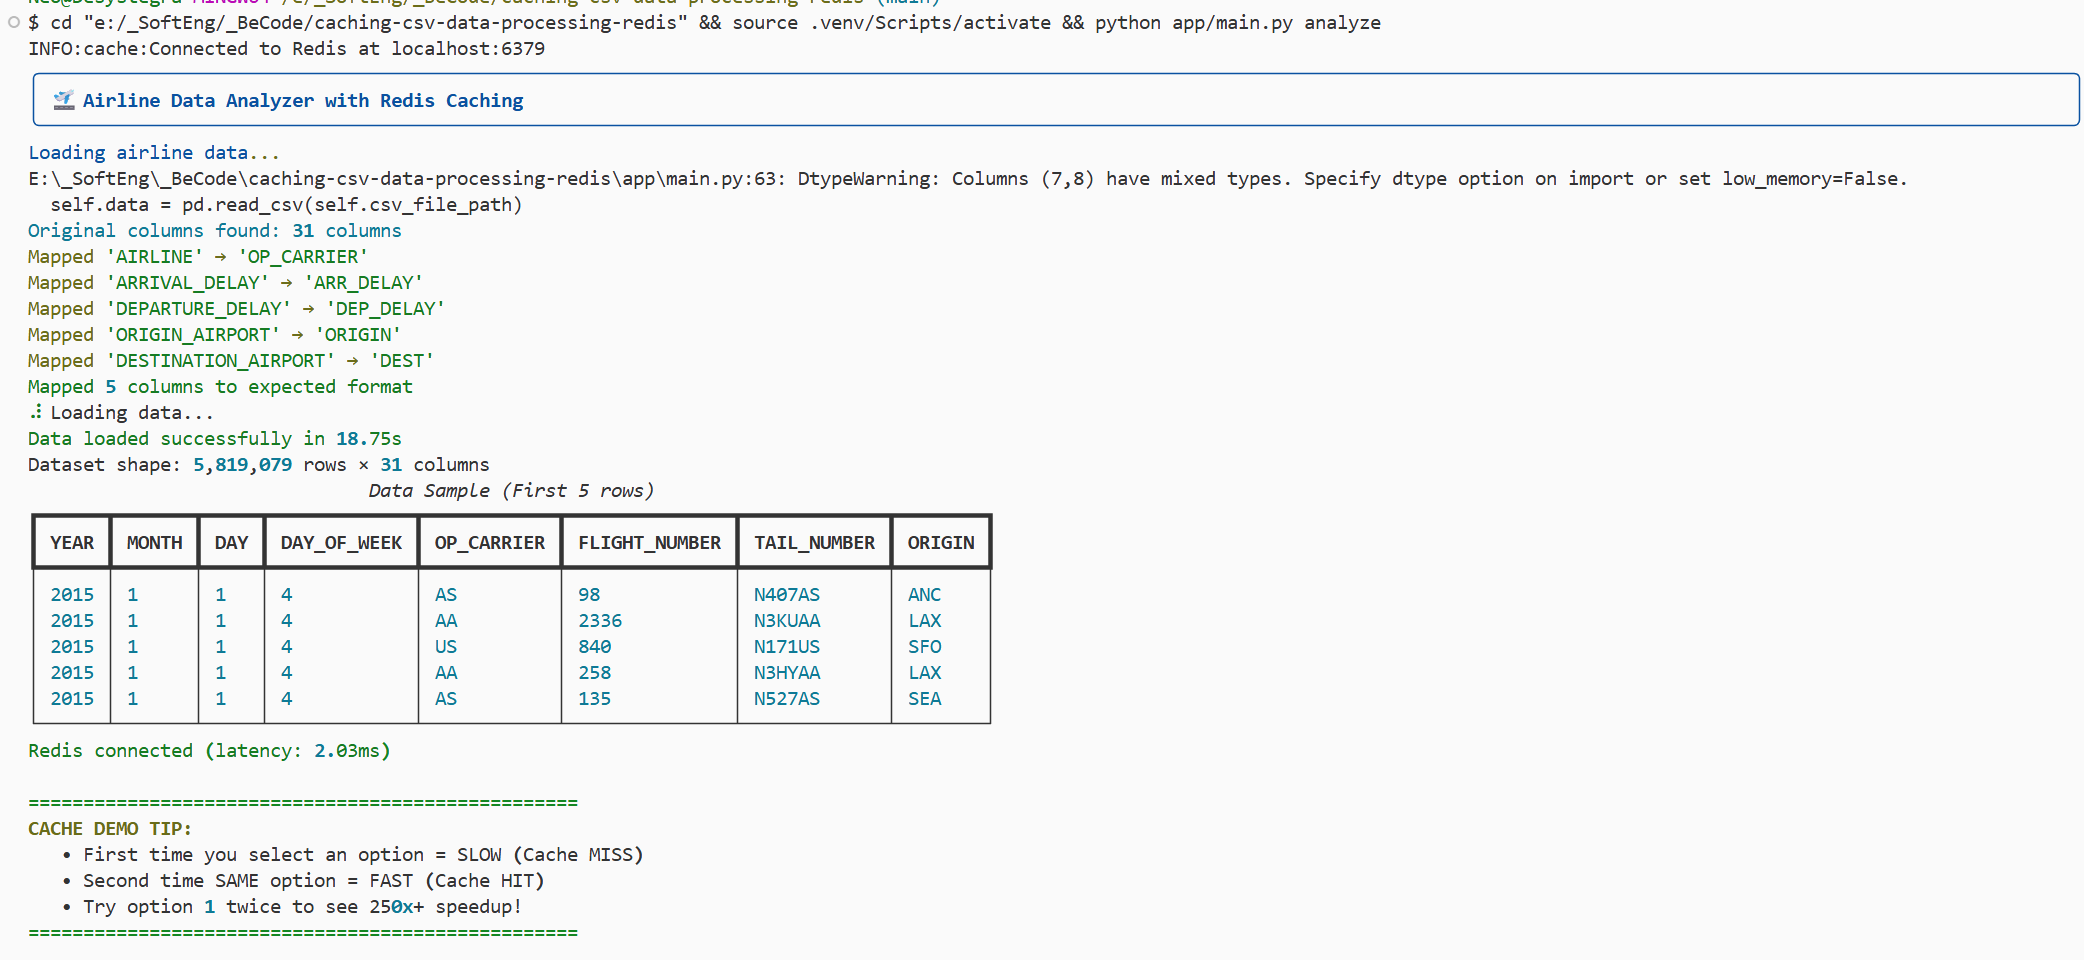 $ cd "e:/_SoftEng/_BeCode/caching-csv-data-processing-redis" && source .venv/Scripts/activate && python app/main.py analyze
INFO:cache:Connected to Redis at localhost:6379
Airline Data Analyzer with Redis Caching
Loading airline data...
E:\_SoftEng\_BeCode\caching-csv-data-processing-redis\app\main.py:63: DtypeWarning: Columns (7,8) have mixed types. Specify dtype option on import or set low_memory=False.
self.data = pd.read_csv(self.csv_file_path)
Original columns found: 31 columns
Mapped 'AIRLINE' → 'OP_CARRIER'
Mapped 'ARRIVAL_DELAY' → 'ARR_DELAY'
Mapped 'DEPARTURE_DELAY' → 'DEP_DELAY'
Mapped 'ORIGIN_AIRPORT' → 'ORIGIN'
Mapped 'DESTINATION_AIRPORT' → 'DEST'
Mapped 5 columns to expected format
Loading data...
Data loaded successfully in 18.75s
Dataset shape: 5,819,079 rows × 31 columns
Data Sample (First 5 rows)
YEAR MONTH DAY DAY_OF_WEEK OP_CARRIER FLIGHT_NUMBER TAIL_NUMBER ORIGIN
2015 1 1 4 AS 98 N407AS ANC
2015 1 1 4 AA 2336 N3KUAA LAX
2015 1 1 4 US 840 N171US SFO
2015 1 1 4 AA 258 N3HYAA LAX
2015 1 1 4 AS 135 N527AS SEA
Redis connected (latency: 2.03ms)
==================================================
CACHE DEMO TIP:
• First time you select an option = SLOW (Cache MISS)
• Second time SAME option = FAST (Cache HIT)
• Try option 1 twice to see 250x+ speedup!
==================================================